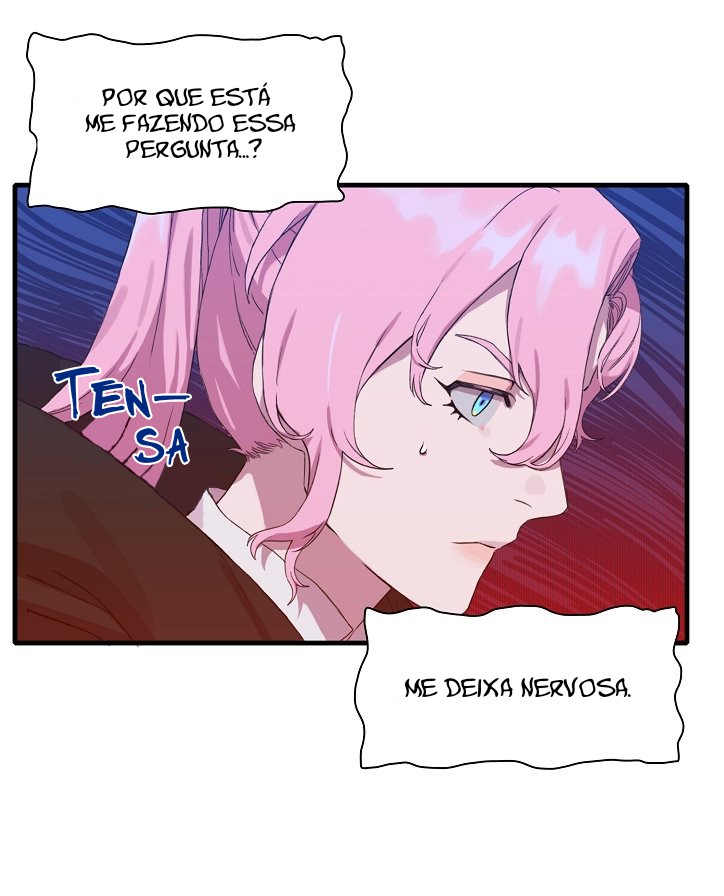 POR QUE ESTÁ
ME FAZENDO ESSA
PERGUNTA...?
TEN-
SA
ME DEIXA NERVOSA.